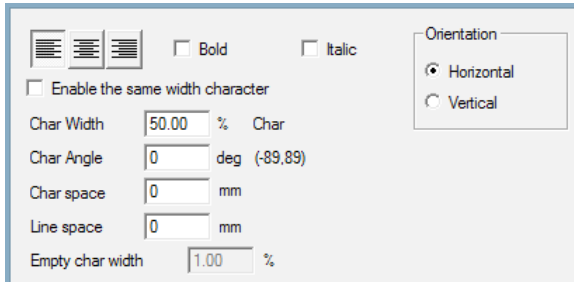 Bold
Italic
Orientation
Horizontal
Vertical
Enable the same width character
Char Width 50.00 % Char
Char Angle 0 deg (-89,89)
Char space 0 mm
Line space 0 mm
Empty char width 1.00 %